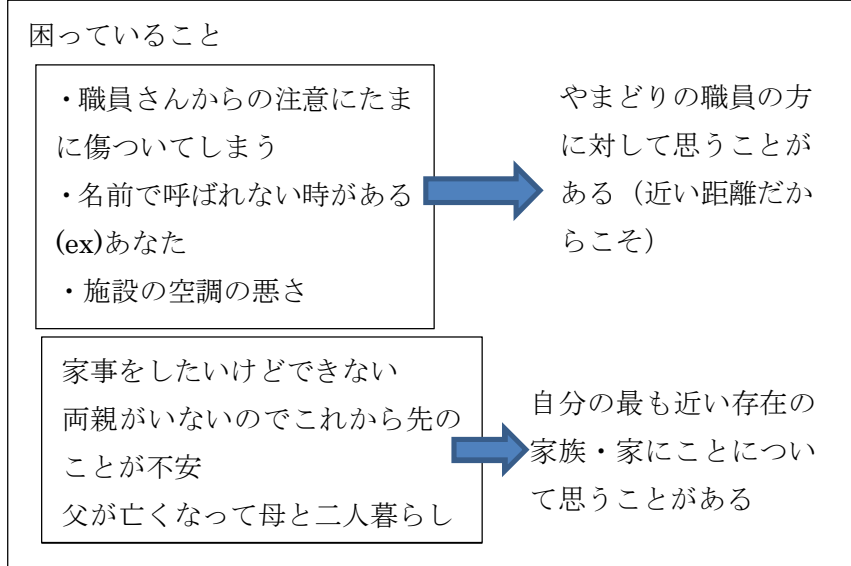 困っていること
・職員さんからの注意にたま
に傷ついてしまう
・名前で呼ばれない時がある
(ex)あなた
・施設の空調の悪さ
やまどりの職員の方
に対して思うことが
ある（近い距離だか
らこそ）
家事をしたいけどできない
両親がいないのでこれから先の
ことが不安
父が亡くなって母と二人暮らし
自分の最も近い存在の
家族・家にことについ
て思うことがある